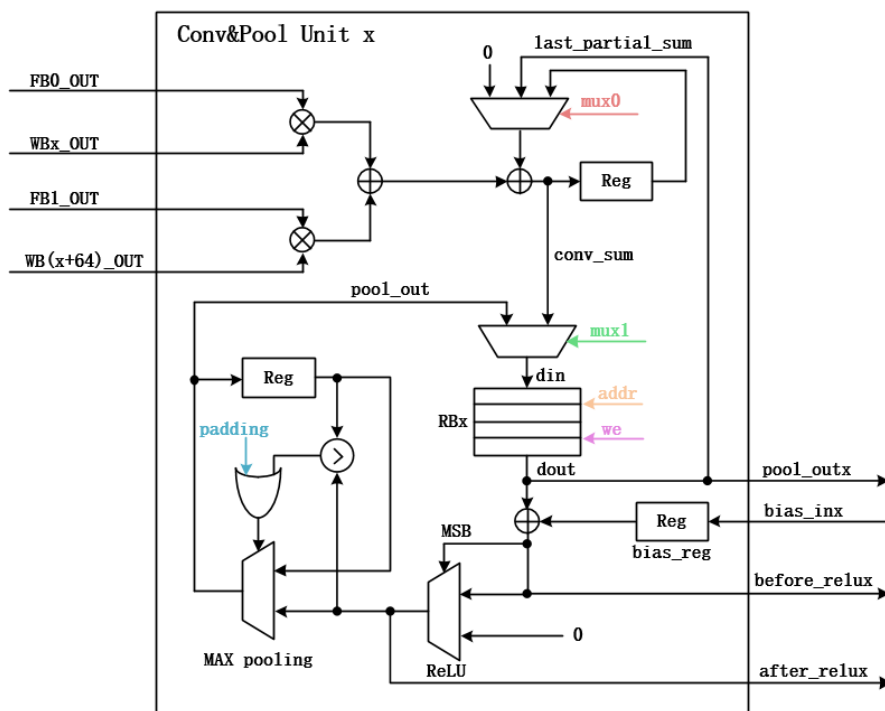 Conv&Pool Unit x
last_partial_sum
0
FB0_OUT
mux0
WBx_OUT
Reg
FB1_OUT
conv_sum
WB(x+64)_OUT
pool_out
mux1
din
Reg
addr
RBx
padding
we
>
dout
pool_outx
bias_inx
Reg
MSB
bias_reg
before_relux
0
MAX pooling
ReLU
after_relux